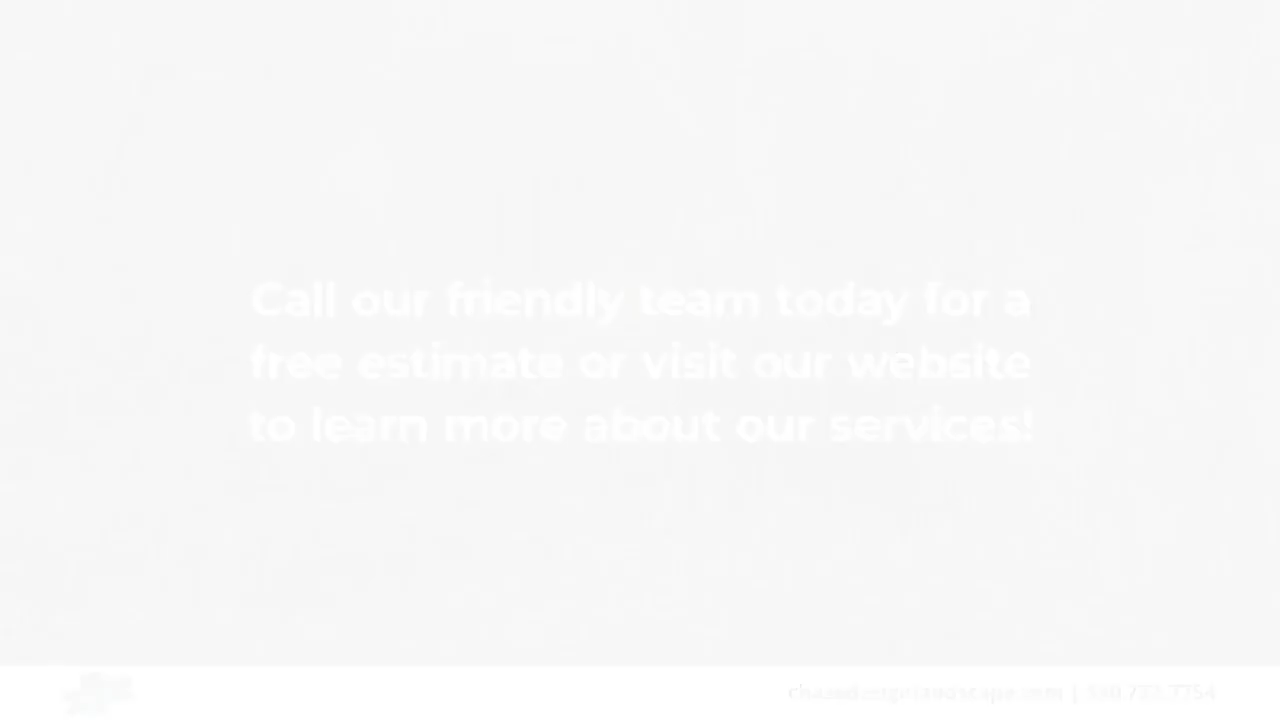 Call our friendly team today for a
free estimate or visit our website
to learn more about our services!